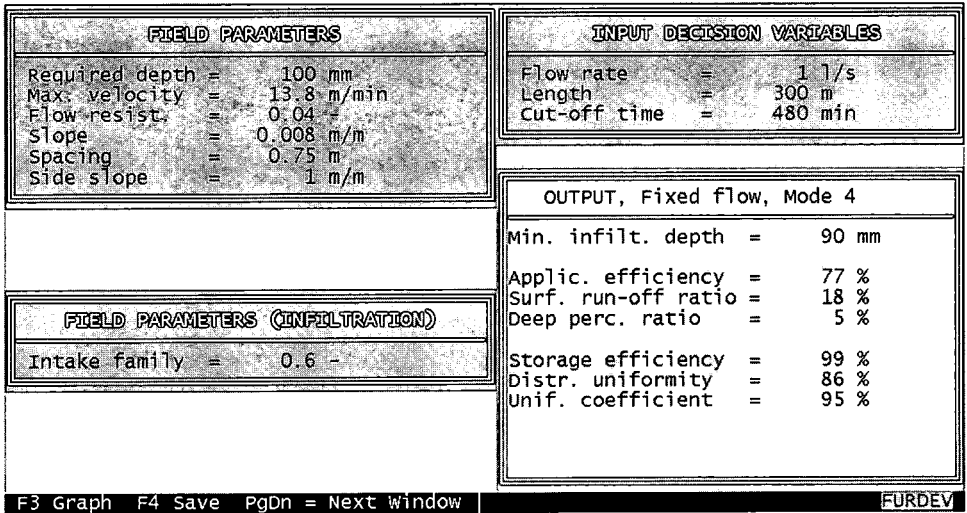 FIELD PARAMETERS
Required depth = 100 mm
Max. velocity = 13.8 m/min
Flow resist. = 0.04 -
Slope = 0.008 m/m
Spacing = 0.75 m
Side slope = 1 m/m
INPUT DECISION VARIABLES
Flow rate = 1 l/s
Length = 300 m
Cut-off time = 480 min
OUTPUT, Fixed flow, Mode 4
Min. infilt. depth = 90 mm
Applic. efficiency = 77 %
Surf. run-off ratio = 18 %
Deep perc. ratio = 5 %
Storage efficiency = 99 %
Distr. uniformity = 86 %
Unif. coefficient = 95 %
FIELD PARAMETERS (INFILTRATION)
Intake family = 0.6 -
F3 Graph F4 Save PgDn = Next Window
FURDEV